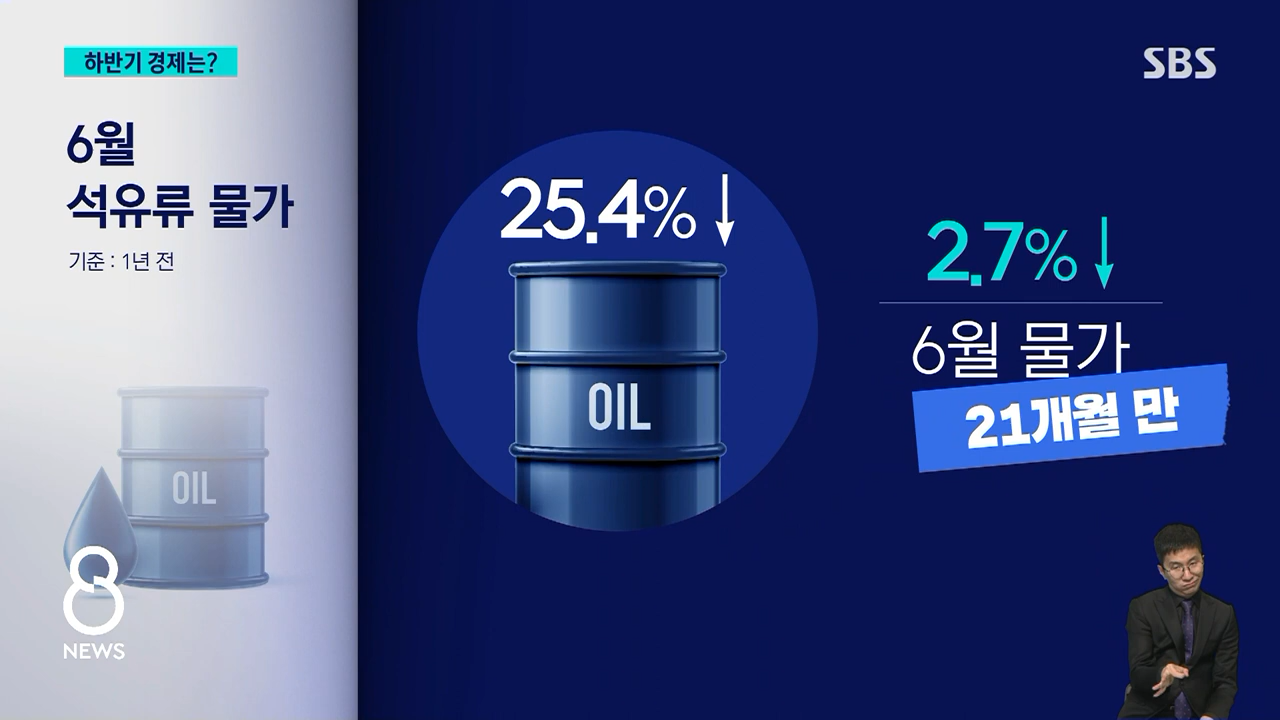 하반기 경제는?
SBS
6월
석유류 물가
기준 : 1년 전
25.4%↓
OIL
2.7%↓
6월 물가
21개월 만
OIL
8
NEWS